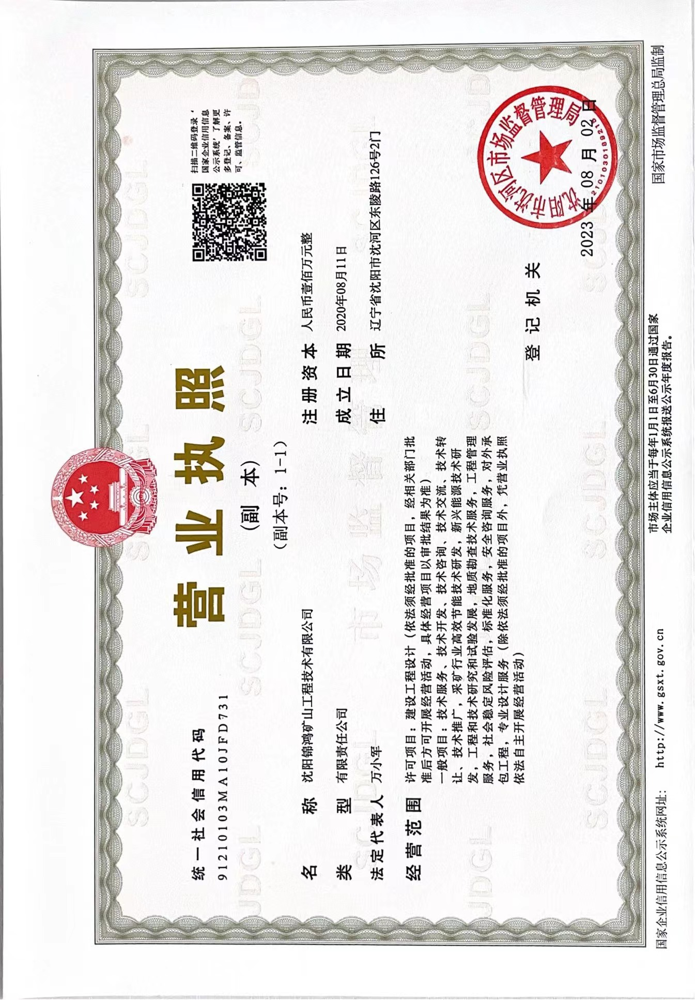 统一社会信用代码
91210103MA10JFD731
营业执照
（副本）
（副本号：1-1）
扫描二维码登录，
国家企业信用信息
公示系统’了解更
多登记、备案、许
可、监管信息。
名称 沈阳锦鸿矿山工程技术有限公司
类型 有限责任公司
法定代表人 万小军
经营范围 许可项目：建设工程设计（依法须经批准的项目，经相关部门批
准后方可开展经营活动，具体经营项目以审批结果为准）
一般项目：技术服务、技术开发、技术咨询、技术交流、技术转
让、技术推广，采矿行业高效节能技术研发，新兴能源技术研
发，工程和技术研究和试验发展，地质勘查技术服务，工程管理
服务，社会稳定风险评估，标准化服务，安全咨询服务，对外承
包工程，专业设计服务（除依法须经批准的项目外，凭营业执照
依法自主开展经营活动）
注册资本 人民币壹佰万元整
成立日期 2020年08月11日
住所 辽宁省沈阳市沈河区东陵路126号2门
登记机关
沈阳市沈河区市场监督管理局
2023年08月02日
国家企业信用信息公示系统网址： http://www.gsxt.gov.cn
市场主体应当于每年1月1日至6月30日通过国家
企业信用信息公示系统报送公示年度报告。
国家市场监督管理总局监制
SCJDGL
市场监督管理